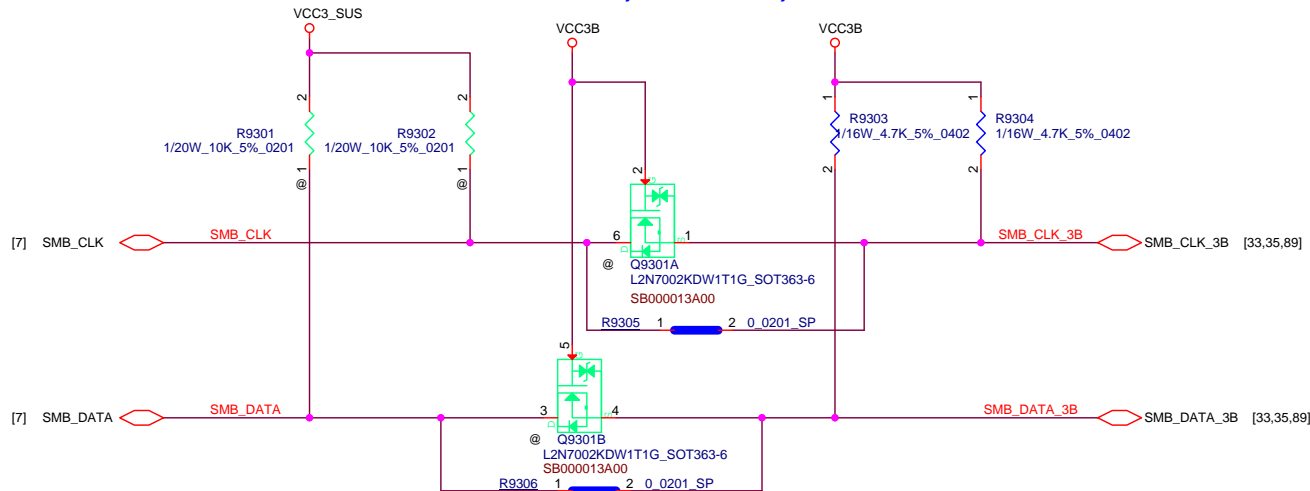 VCC3_SUS
VCC3B
VCC3B
2
2
1
1
R9301
1/20W_10K_5%_0201
R9302
1/20W_10K_5%_0201
R9303
1/16W_4.7K_5%_0402
R9304
1/16W_4.7K_5%_0402
@ 1
@ 1
2
2
2
G
[7] SMB_CLK
SMB_CLK
6
D
S
1
SMB_CLK_3B
SMB_CLK_3B [33,35,89]
@
Q9301A
L2N7002KDW1T1G_SOT363-6
SB000013A00
R9305 1 2 0_0201_SP
5
G
[7] SMB_DATA
SMB_DATA
3
D
S
4
SMB_DATA_3B
SMB_DATA_3B [33,35,89]
@
Q9301B
L2N7002KDW1T1G_SOT363-6
SB000013A00
R9306 1 2 0_0201_SP